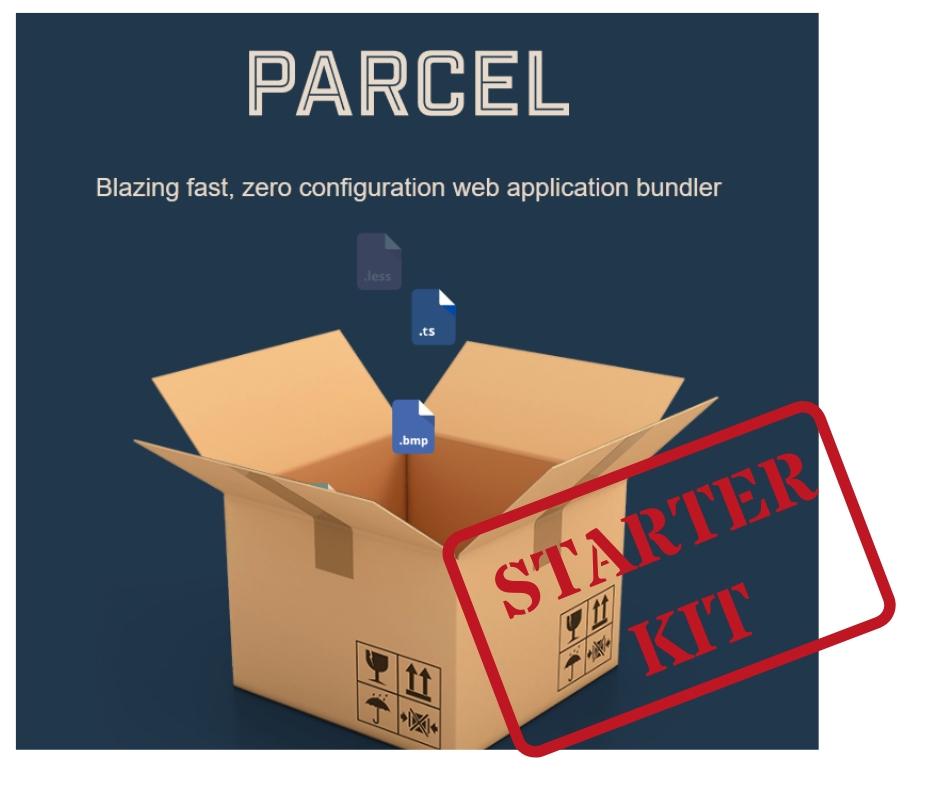 PARCEL
Blazing fast, zero configuration web application bundler
.less
.ts
.bmp
STARTER
KIT